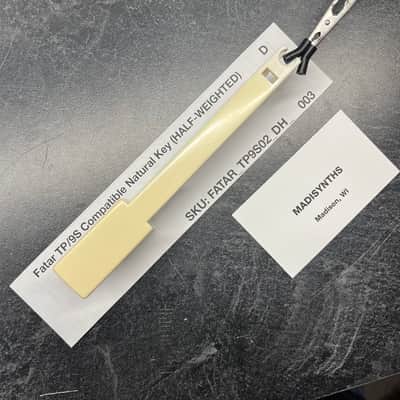 Fatar TP/9S Compatible Natural Key (HALF-WEIGHTED) D
SKU: FATAR_TP9S02_DH 003
MADISYNTHS
Madison, WI